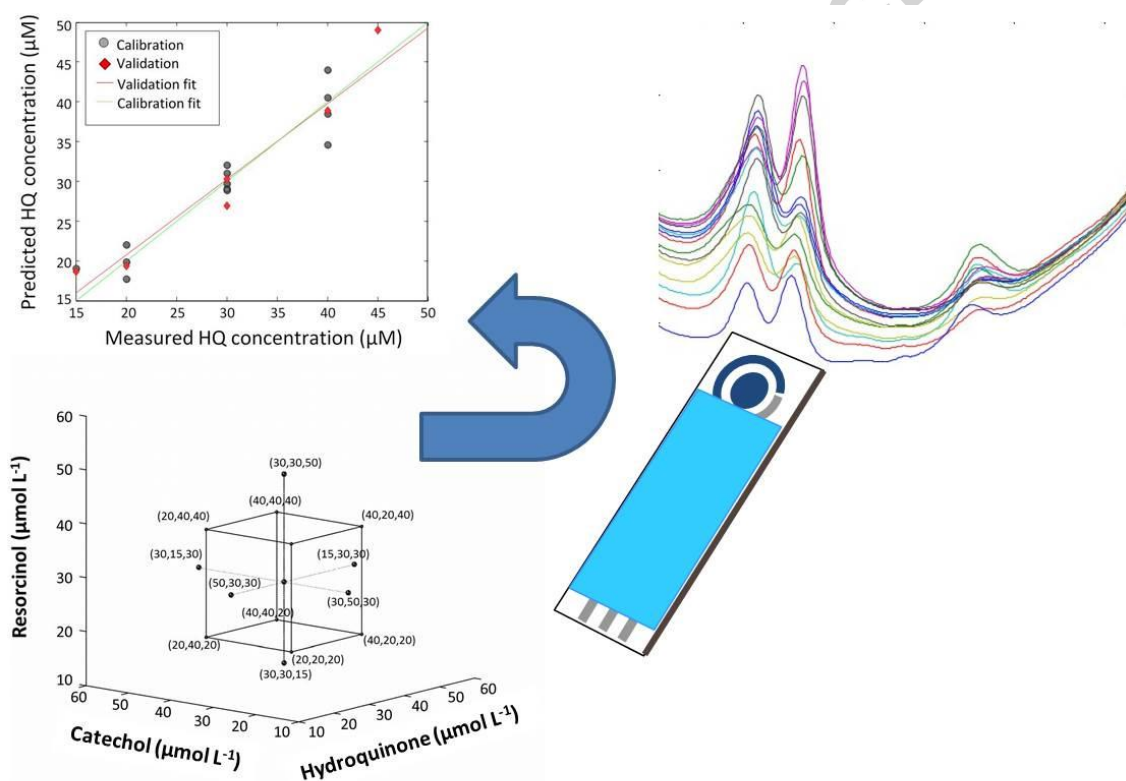 50
45
40
35
30
25
20
15
Predicted HQ concentration (µM)
Calibration
Validation
Validation fit
Calibration fit
15 20 25 30 35 40 45 50
Measured HQ concentration (µM)
60
50
40
30
20
10
Resorcinol (µmol L⁻¹)
(30,30,50)
(40,40,40)
(20,40,40)
(40,20,40)
(30,15,30)
(15,30,30)
(50,30,30)
(30,50,30)
(40,40,20)
(20,40,20)
(40,20,20)
(20,20,20)
(30,30,15)
60 50 40 30 20 10
10 20 30 40 50 60
Catechol (µmol L⁻¹)
Hydroquinone (µmol L⁻¹)